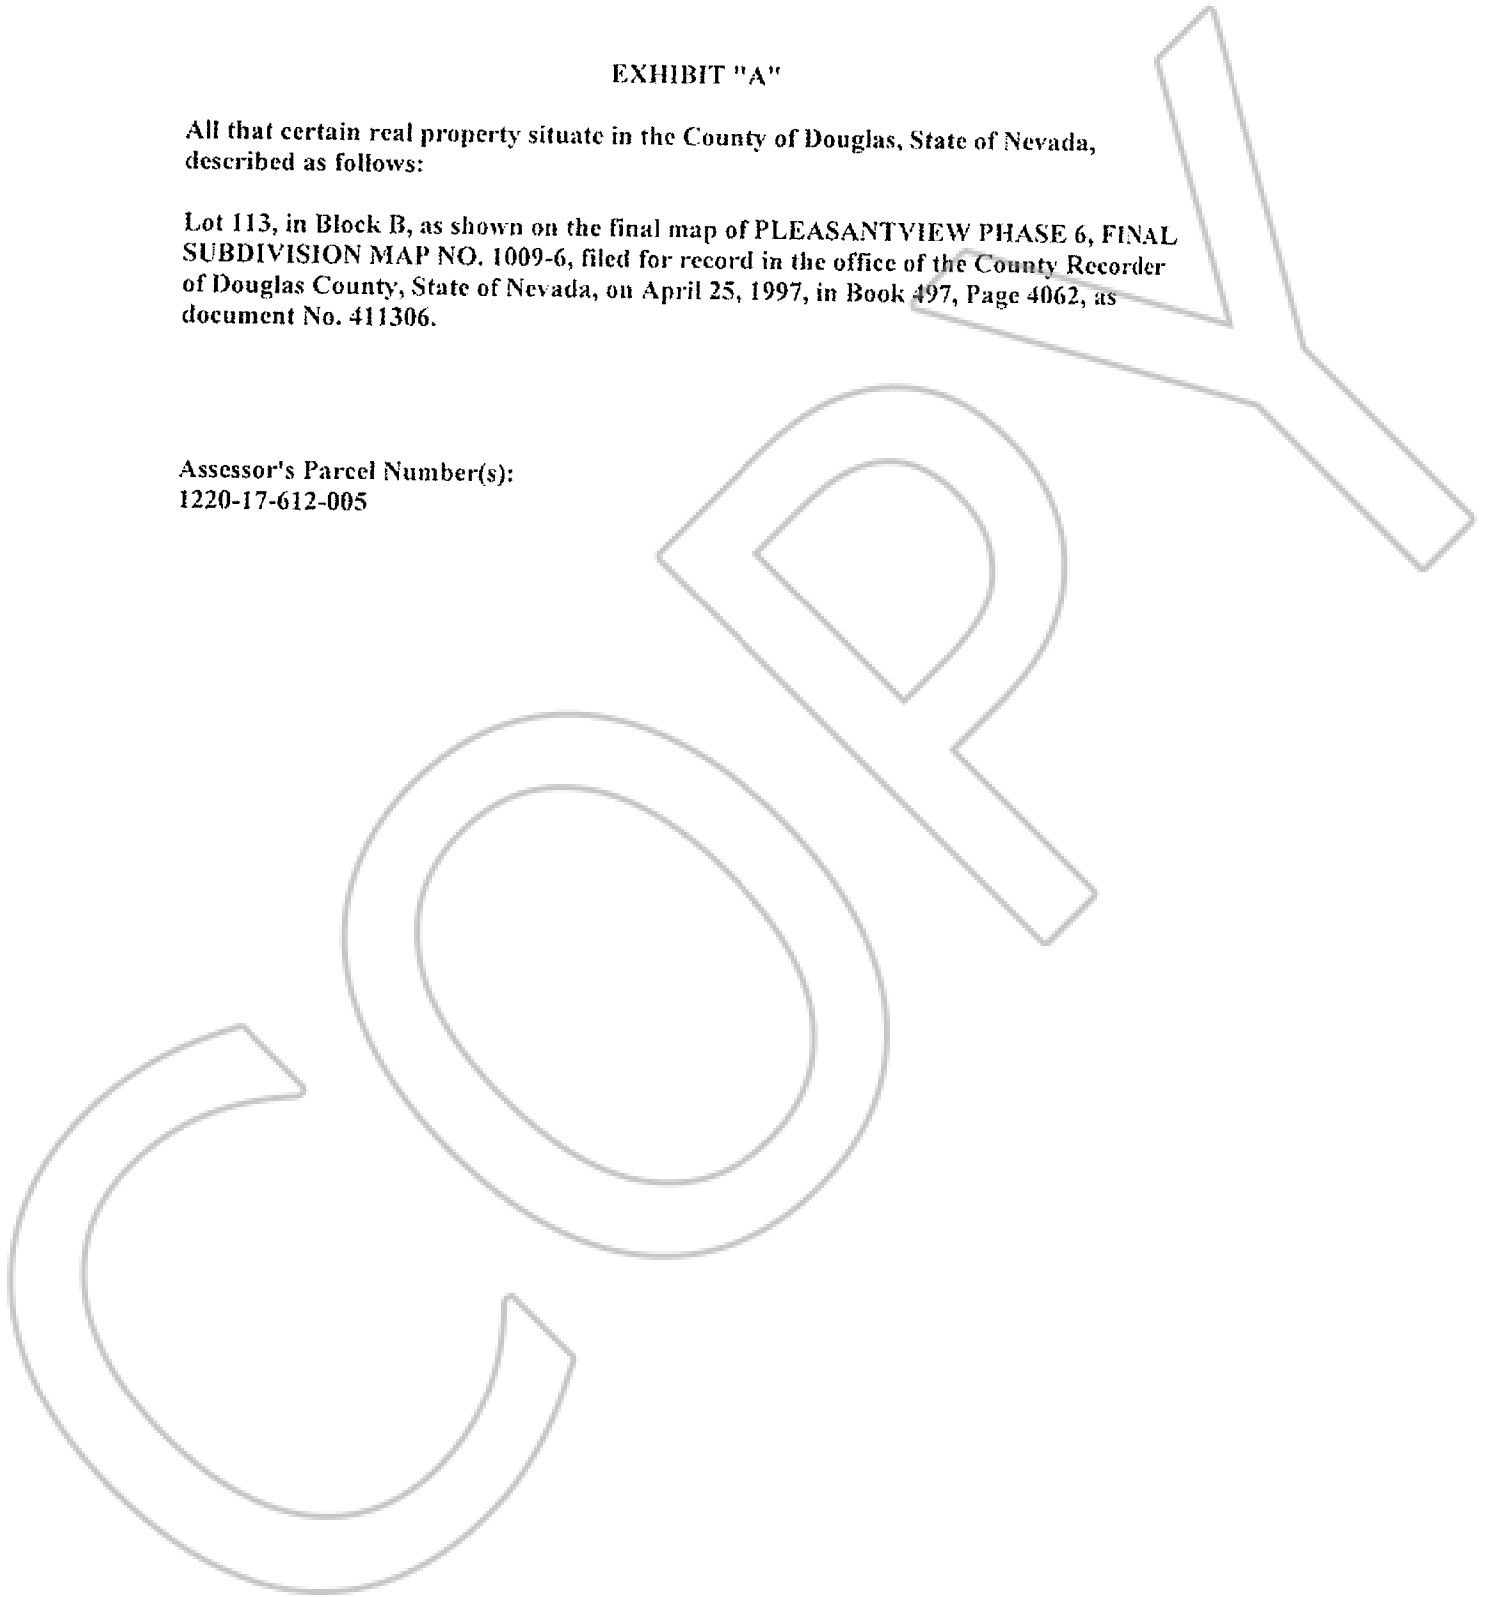 EXHIBIT "A"
All that certain real property situate in the County of Douglas, State of Nevada,
described as follows:
Lot 113, in Block B, as shown on the final map of PLEASANTVIEW PHASE 6, FINAL
SUBDIVISION MAP NO. 1009-6, filed for record in the office of the County Recorder
of Douglas County, State of Nevada, on April 25, 1997, in Book 497, Page 4062, as
document No. 411306.
Assessor's Parcel Number(s):
1220-17-612-005
COPY